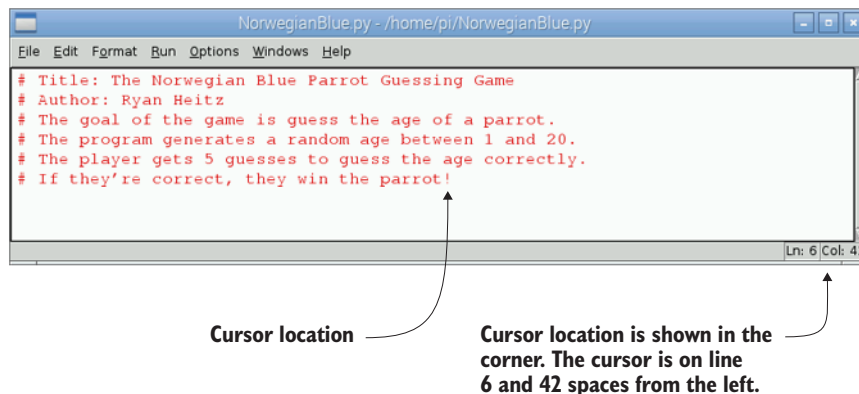 NorwegianBlue.py - /home/pi/NorwegianBlue.py
File Edit Format Run Options Windows Help
# Title: The Norwegian Blue Parrot Guessing Game
# Author: Ryan Heitz
# The goal of the game is guess the age of a parrot.
# The program generates a random age between 1 and 20.
# The player gets 5 guesses to guess the age correctly.
# If they're correct, they win the parrot!
Ln: 6 Col: 4
Cursor location
Cursor location is shown in the
corner. The cursor is on line
6 and 42 spaces from the left.